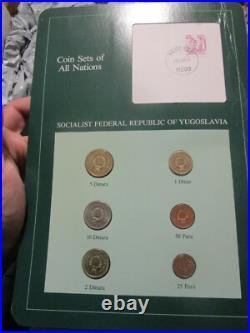 Coin Sets of
All Nations
SOCIALIST FEDERAL REPUBLIC OF YUGOSLAVIA
5 Dinara
1 Dinar
10 Dinara
50 Para
2 Dinara
25 Para